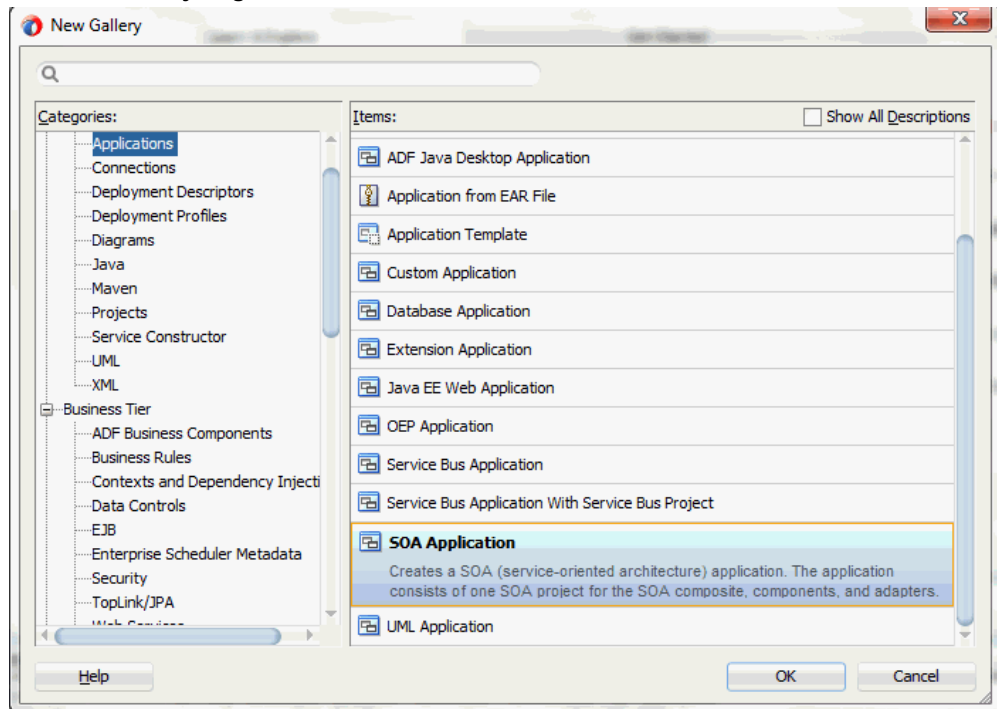 New Gallery
Categories:
Applications
Connections
Deployment Descriptors
Deployment Profiles
Diagrams
Java
Maven
Projects
Service Constructor
UML
XML
Business Tier
ADF Business Components
Business Rules
Contexts and Dependency Injecti
Data Controls
EJB
Enterprise Scheduler Metadata
Security
TopLink/JPA
Items:
Show All Descriptions
ADF Java Desktop Application
Application from EAR File
Application Template
Custom Application
Database Application
Extension Application
Java EE Web Application
OEP Application
Service Bus Application
Service Bus Application With Service Bus Project
SOA Application
Creates a SOA (service-oriented architecture) application. The application
consists of one SOA project for the SOA composite, components, and adapters.
UML Application
Help
OK
Cancel